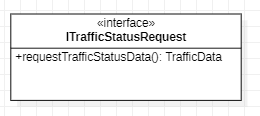 «interface»
ITrafficStatusRequest
+requestTrafficStatusData(): TrafficData